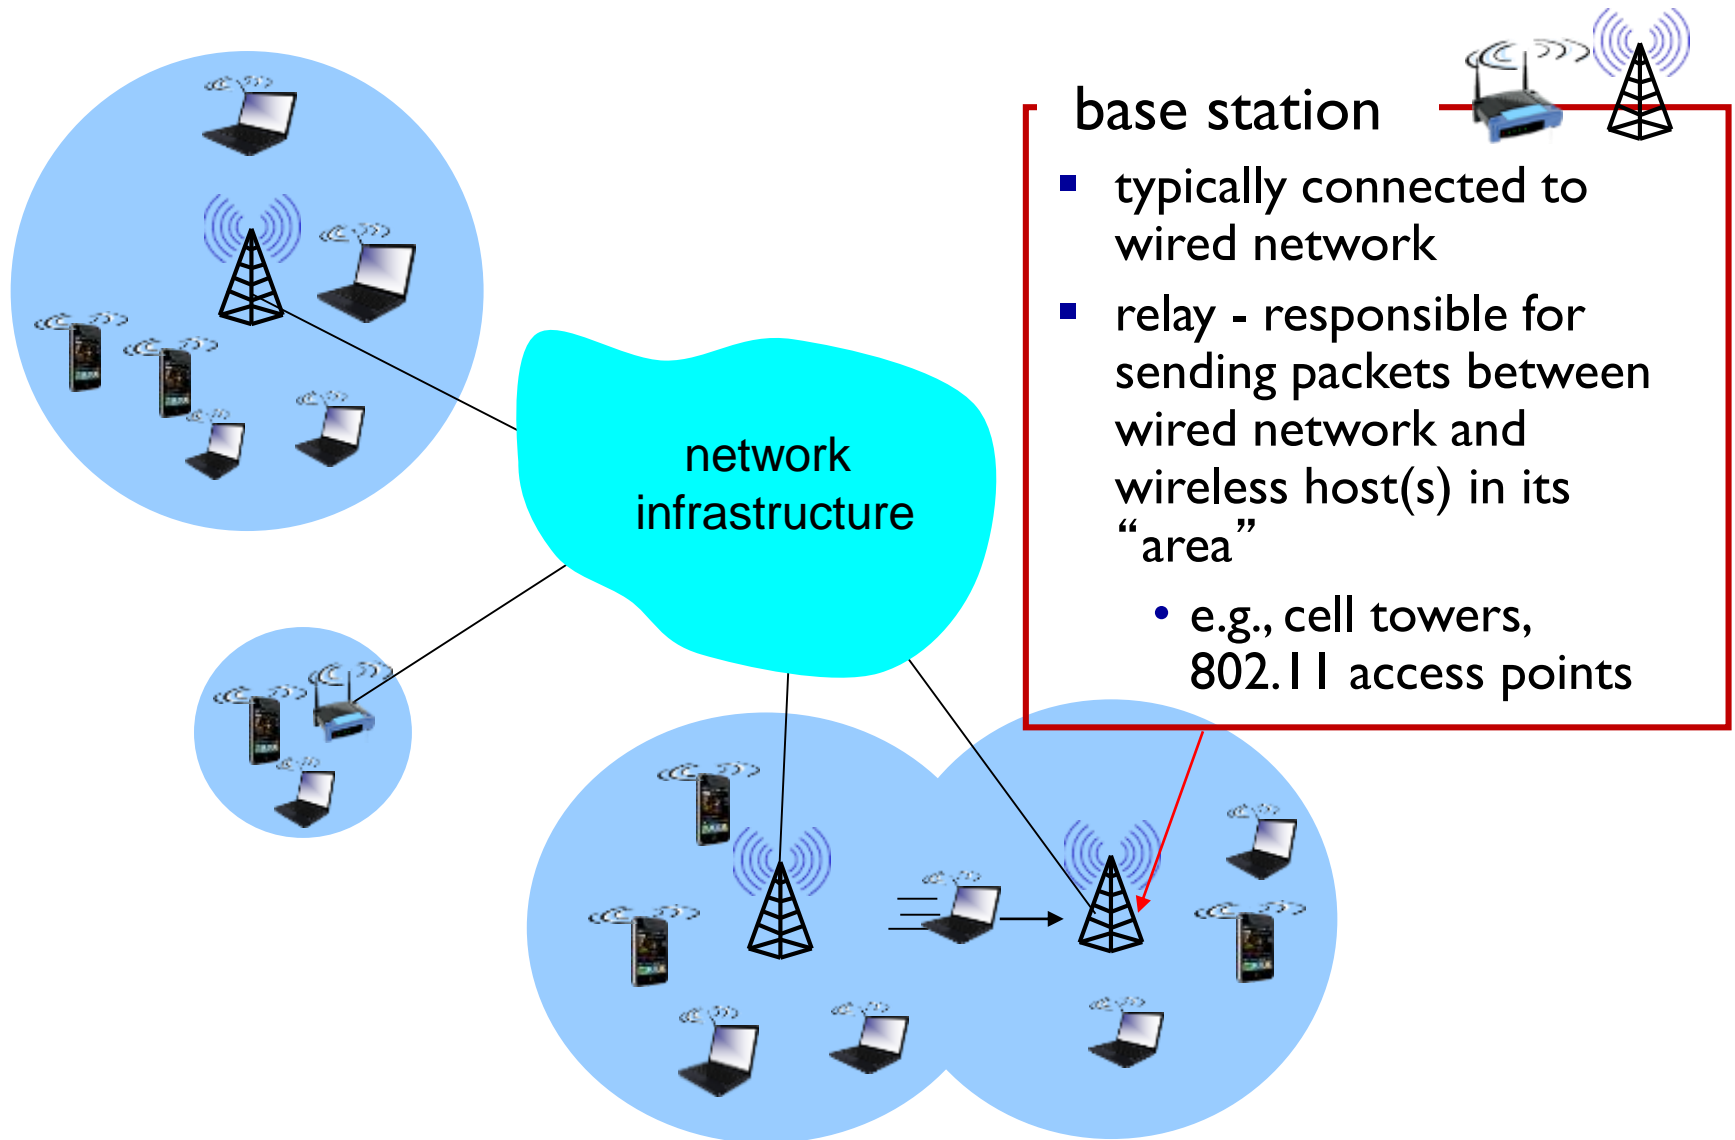 base station
▪ typically connected to
wired network
▪ relay - responsible for
sending packets between
wired network and
wireless host(s) in its
“area”
• e.g., cell towers,
802.11 access points
network
infrastructure